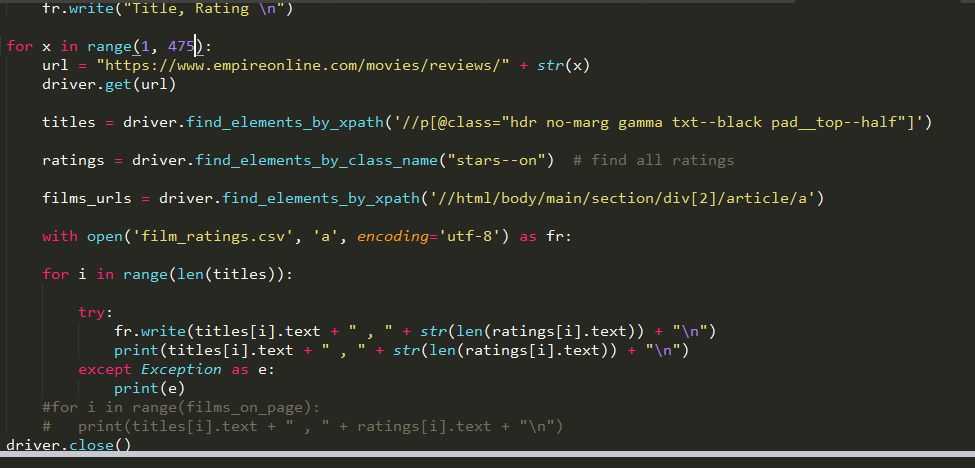 fr.write("Title, Rating \n")
for x in range(1, 475):
url = "https://www.empireonline.com/movies/reviews/" + str(x)
driver.get(url)
titles = driver.find_elements_by_xpath('//p[@class="hdr no-marg gamma txt--black pad__top--half"]')
ratings = driver.find_elements_by_class_name("stars--on")  # find all ratings
films_urls = driver.find_elements_by_xpath('//html/body/main/section/div[2]/article/a')
with open('film_ratings.csv', 'a', encoding='utf-8') as fr:
for i in range(len(titles)):
try:
fr.write(titles[i].text + " , " + str(len(ratings[i].text)) + "\n")
print(titles[i].text + " , " + str(len(ratings[i].text)) + "\n")
except Exception as e:
print(e)
#for i in range(films_on_page):
#   print(titles[i].text + " , " + ratings[i].text + "\n")
driver.close()